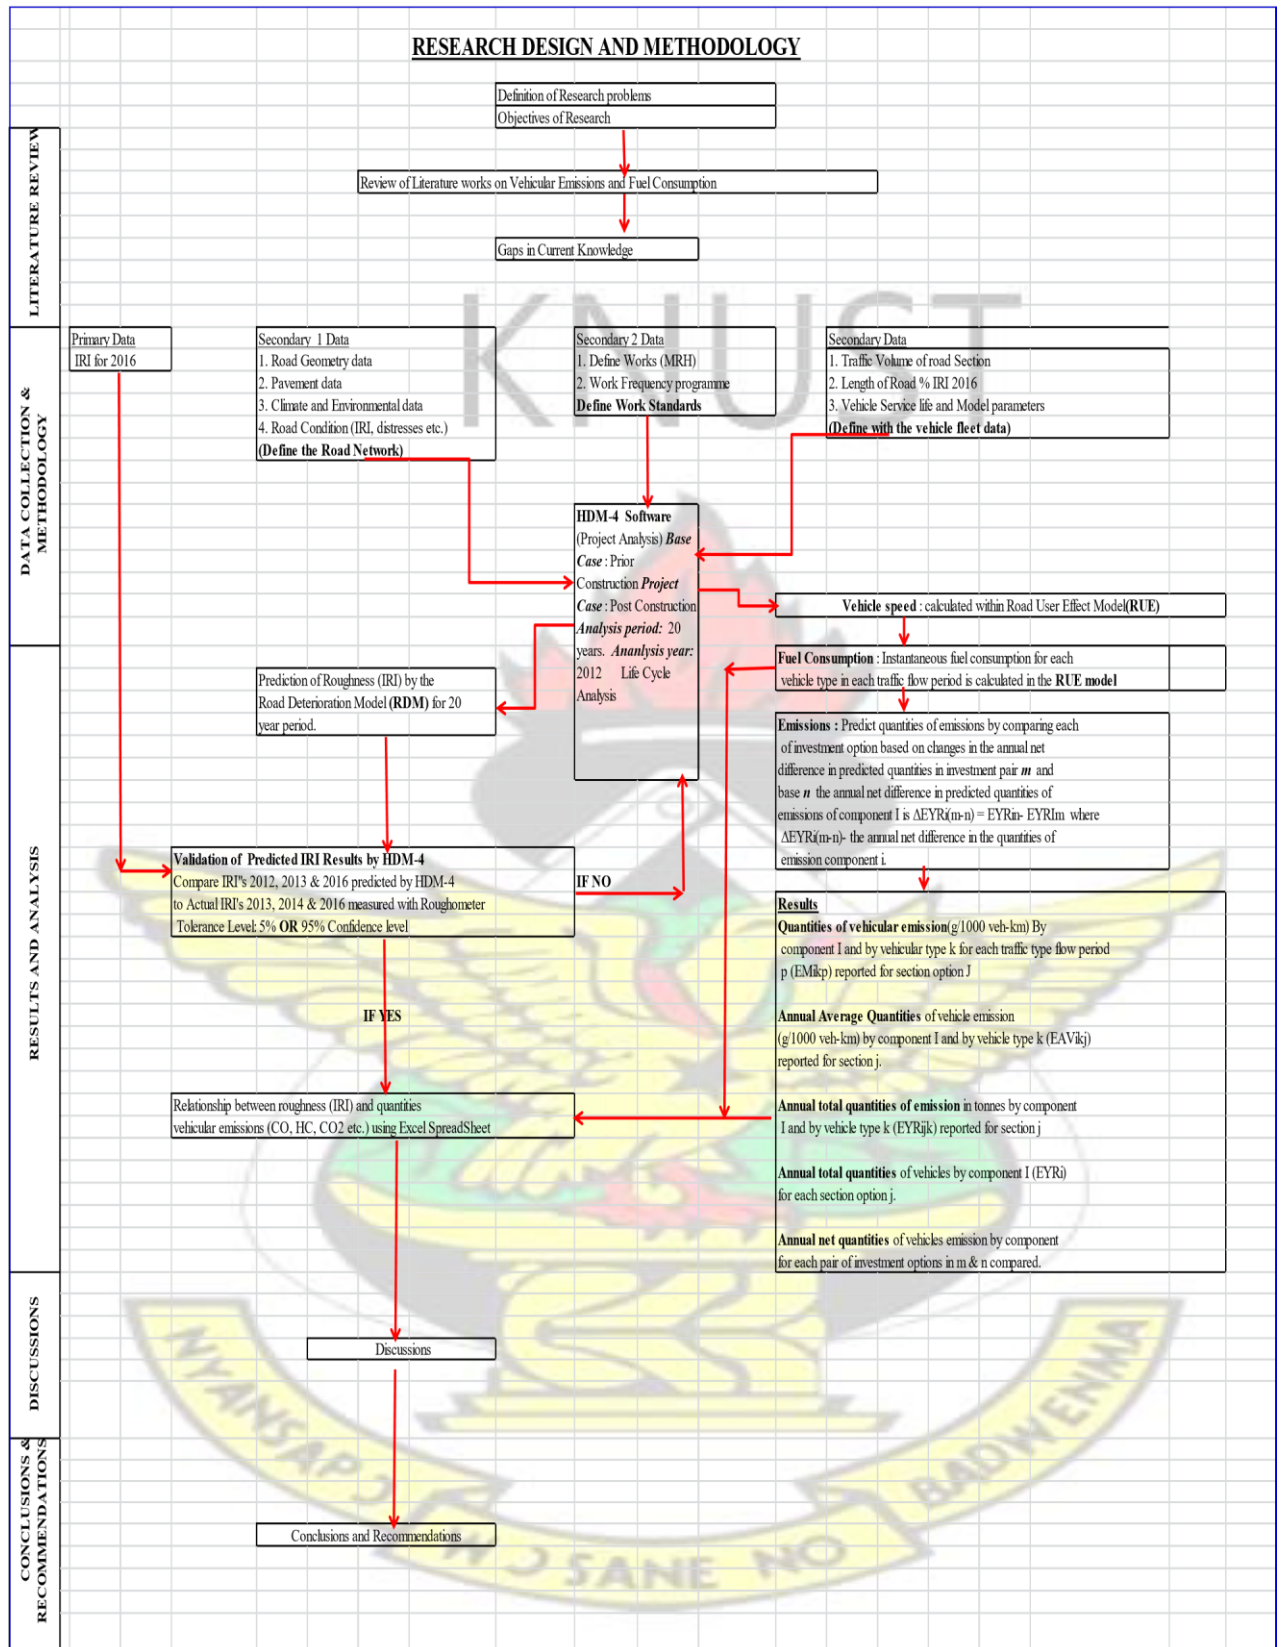 RESEARCH DESIGN AND METHODOLOGY
Definition of Research problems
Objectives of Research
LITERATURE REVIEW
Review of Literature works on Vehicular Emissions and Fuel Consumption
Gaps in Current Knowledge
KNUST
DATA COLLECTION &
METHODOLOGY
Primary Data
IRI for 2016
Secondary 1 Data
1. Road Geometry data
2. Pavement data
3. Climate and Environmental data
4. Road Condition (IRI, distresses etc.)
(Define the Road Network)
Secondary 2 Data
1. Define Works (MRH)
2. Work Frequency programme
Define Work Standards
Secondary Data
1. Traffic Volume of road Section
2. Length of Road % IRI 2016
3. Vehicle Service life and Model parameters
(Define with the vehicle fleet data)
HDM-4 Software
(Project Analysis) Base
Case : Prior
Construction Project
Case : Post Construction
Analysis period: 20
years. Ananlysis year:
2012 Life Cycle
Analysis
Vehicle speed : calculated within Road User Effect Model(RUE)
Fuel Consumption : Instantaneous fuel consumption for each
vehicle type in each traffic flow period is calculated in the RUE model
Emissions : Predict quantities of emissions by comparing each
of investment option based on changes in the annual net
difference in predicted quantities in investment pair m and
base n the annual net difference in predicted quantities of
emissions of component I is ΔEYRi(m-n) = EYRin- EYRIm where
ΔEYRi(m-n)- the annual net difference in the quantities of
emission component i.
RESULTS AND ANALYSIS
Prediction of Roughness (IRI) by the
Road Deterioration Model (RDM) for 20
year period.
Validation of Predicted IRI Results by HDM-4
Compare IRI"s 2012, 2013 & 2016 predicted by HDM-4
to Actual IRI's 2013, 2014 & 2016 measured with Roughometer
Tolerance Level: 5% OR 95% Confidence level
IF NO
IF YES
Results
Quantities of vehicular emission(g/1000 veh-km) By
component I and by vehicular type k for each traffic type flow period
p (EMikp) reported for section option J
Annual Average Quantities of vehicle emission
(g/1000 veh-km) by component I and by vehicle type k (EAVikj)
reported for section j.
Annual total quantities of emission in tonnes by component
I and by vehicle type k (EYRijk) reported for section j
Annual total quantities of vehicles by component I (EYRi)
for each section option j.
Annual net quantities of vehicles emission by component
for each pair of investment options in m & n compared.
Relationship between roughness (IRI) and quantities
vehicular emissions (CO, HC, CO2 etc.) using Excel SpreadSheet
DISCUSSIONS
Discussions
CONCLUSIONS &
RECOMMENDATIONS
Conclusions and Recommendations
NYANSAPƆ WƆ SANE NO BADWENMA